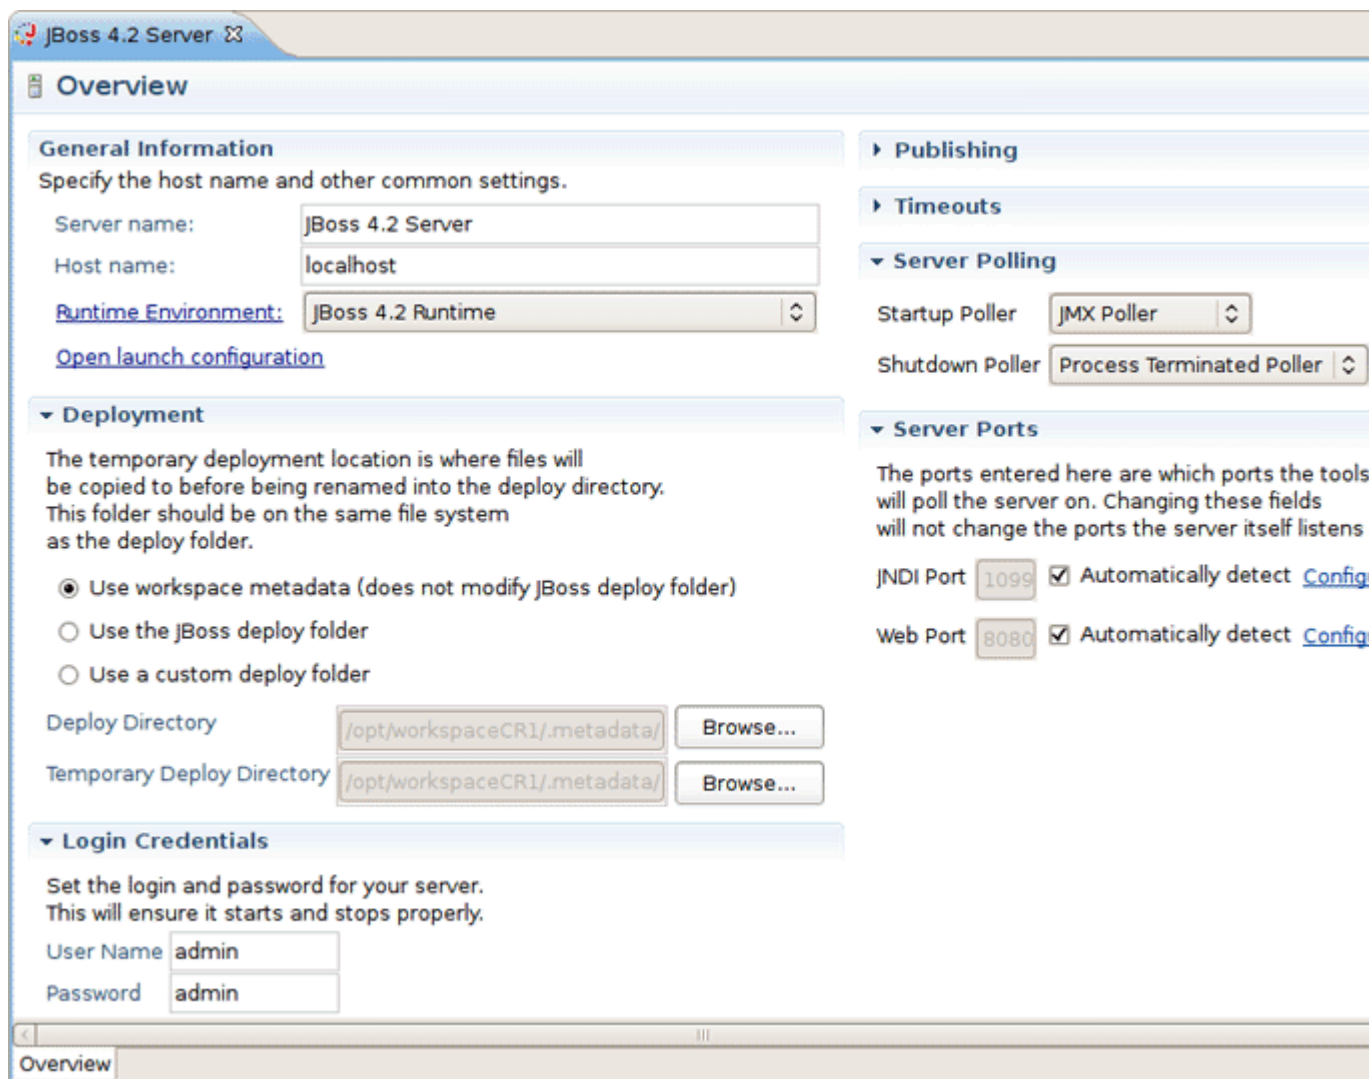 JBoss 4.2 Server
Overview
General Information
Specify the host name and other common settings.
Server name: JBoss 4.2 Server
Host name: localhost
Runtime Environment: JBoss 4.2 Runtime
Open launch configuration
Deployment
The temporary deployment location is where files will
be copied to before being renamed into the deploy directory.
This folder should be on the same file system
as the deploy folder.
Use workspace metadata (does not modify JBoss deploy folder)
Use the JBoss deploy folder
Use a custom deploy folder
Deploy Directory /opt/workspaceCR1/.metadata/ Browse...
Temporary Deploy Directory /opt/workspaceCR1/.metadata/ Browse...
Login Credentials
Set the login and password for your server.
This will ensure it starts and stops properly.
User Name admin
Password admin
Publishing
Timeouts
Server Polling
Startup Poller JMX Poller
Shutdown Poller Process Terminated Poller
Server Ports
The ports entered here are which ports the tools
will poll the server on. Changing these fields
will not change the ports the server itself listens
JNDI Port 1099 Automatically detect
Web Port 8080 Automatically detect
Overview